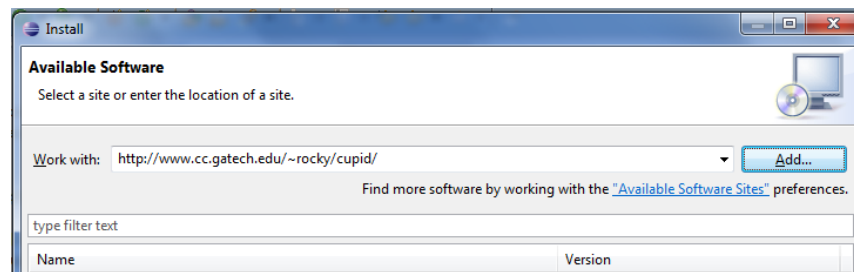 Install
Available Software
Select a site or enter the location of a site.
Work with: http://www.cc.gatech.edu/~rocky/cupid/ Add...
Find more software by working with the "Available Software Sites" preferences.
type filter text
Name Version